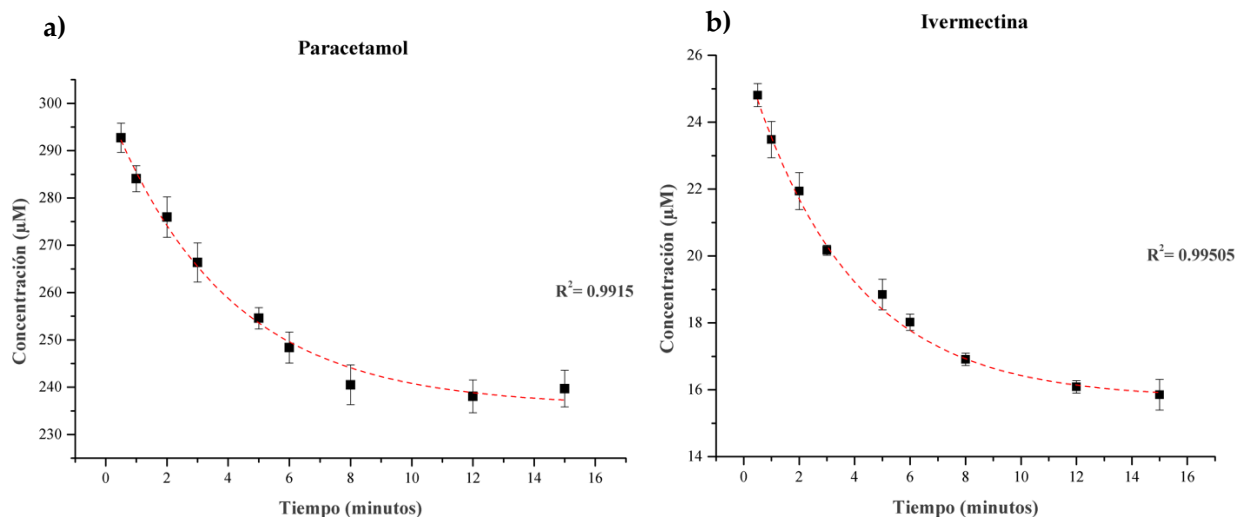 a)
Paracetamol
300
290
280
270
260
250
240
230
Concentración (µM)
R²= 0.9915
0 2 4 6 8 10 12 14 16
Tiempo (minutos)
b)
Ivermectina
26
24
22
20
18
16
14
Concentración (µM)
R²= 0.99505
0 2 4 6 8 10 12 14 16
Tiempo (minutos)